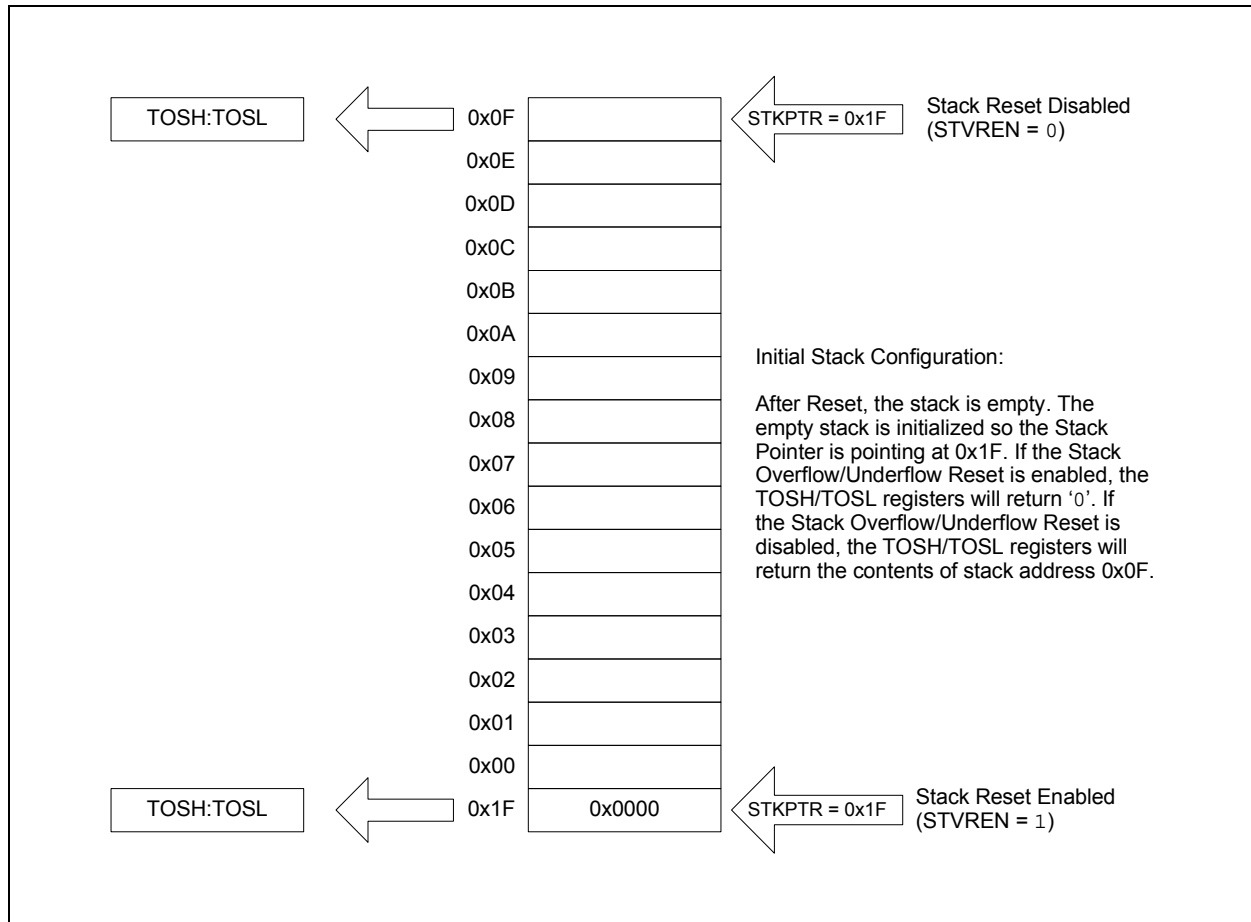 TOSH:TOSL
0x0F
STKPTR = 0x1F
Stack Reset Disabled
(STVREN = 0)
0x0E
0x0D
0x0C
0x0B
0x0A
0x09
0x08
0x07
0x06
0x05
0x04
0x03
0x02
0x01
0x00
Initial Stack Configuration:
After Reset, the stack is empty. The
empty stack is initialized so the Stack
Pointer is pointing at 0x1F. If the Stack
Overflow/Underflow Reset is enabled, the
TOSH/TOSL registers will return ‘0’. If
the Stack Overflow/Underflow Reset is
disabled, the TOSH/TOSL registers will
return the contents of stack address 0x0F.
TOSH:TOSL
0x1F
0x0000
STKPTR = 0x1F
Stack Reset Enabled
(STVREN = 1)